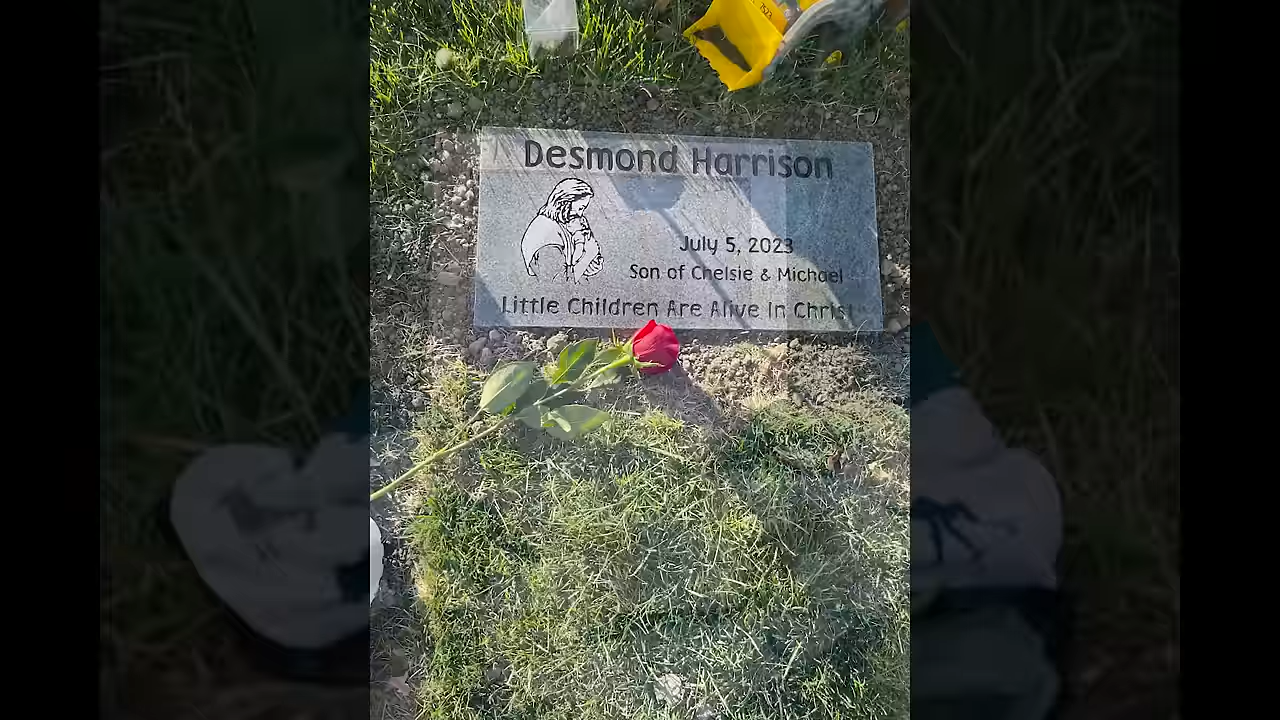 Desmond Harrison
July 5, 2023
Son of Chelsie & Michael
Little Children Are Alive In Christ